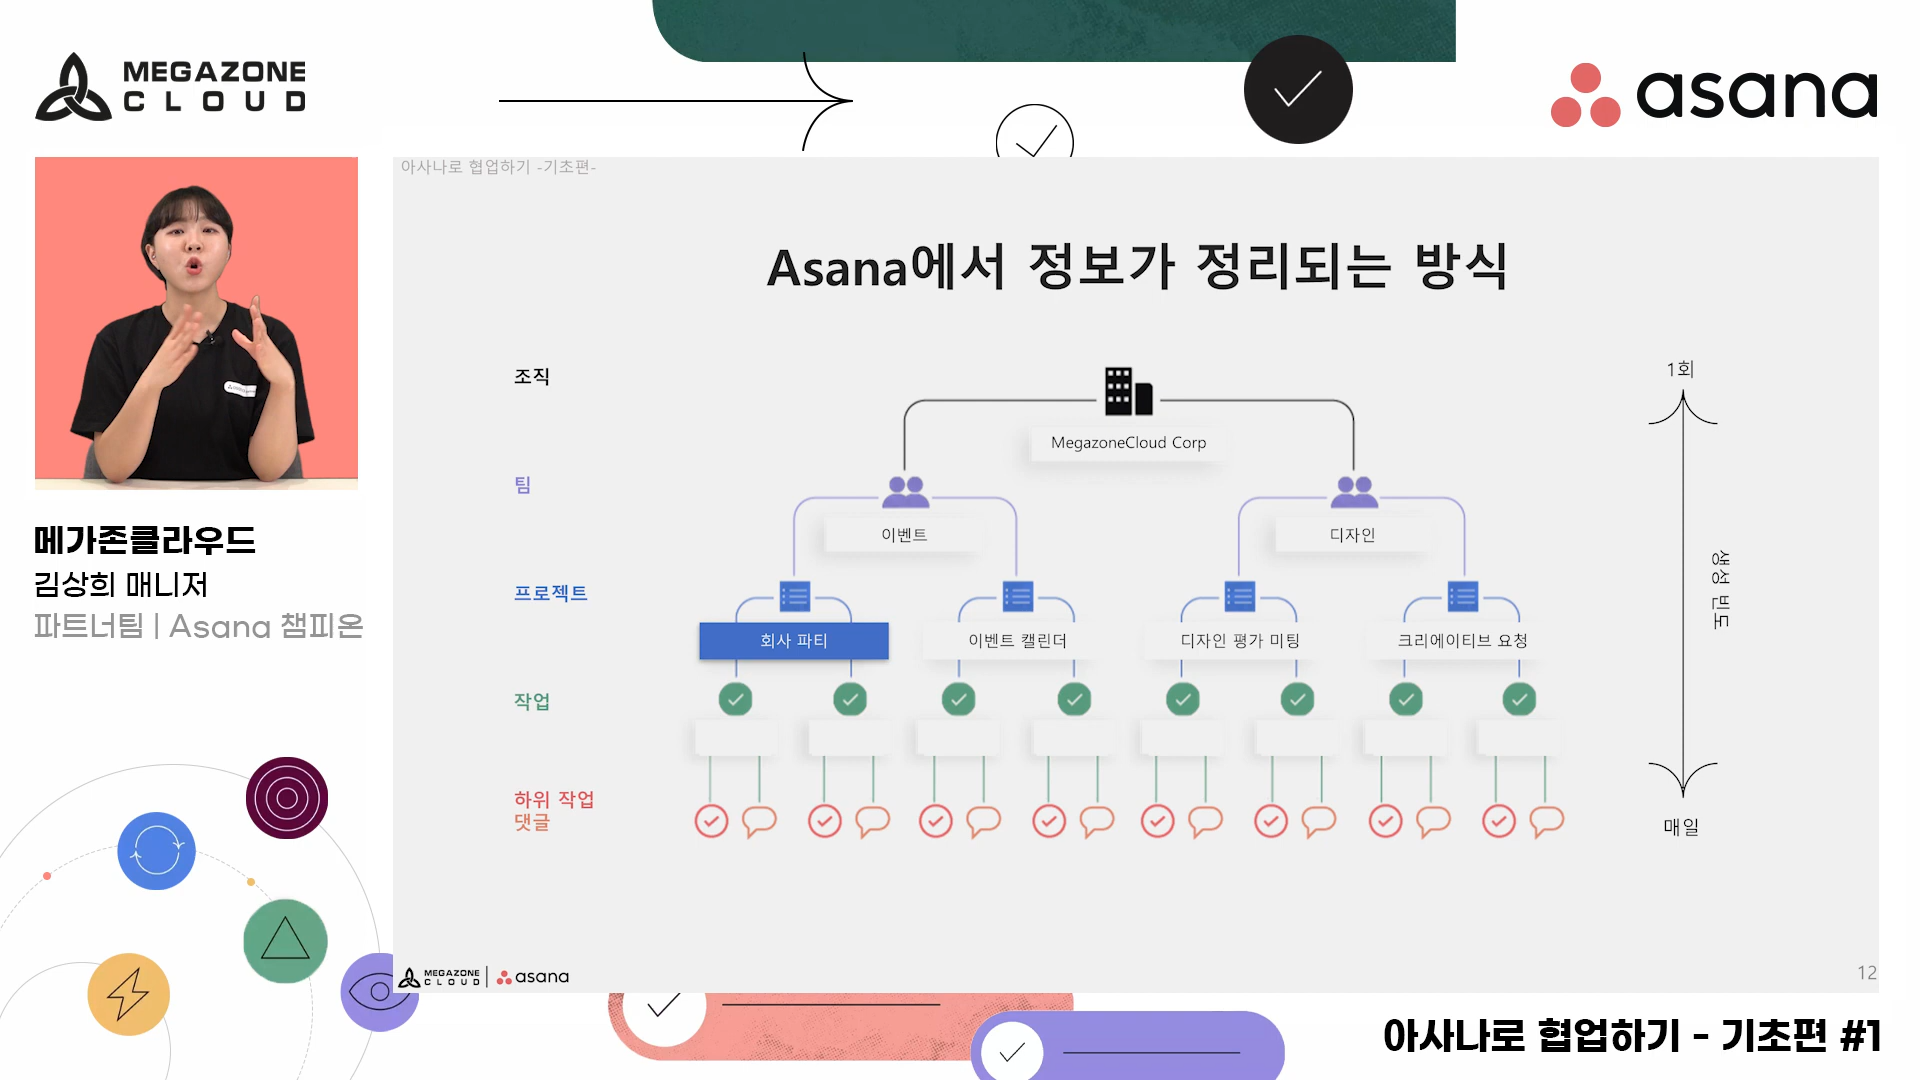 MEGAZONE
CLOUD
asana
아사나로 협업하기 -기초편-
Asana에서 정보가 정리되는 방식
조직
MegazoneCloud Corp
1회
팀
이벤트
디자인
생성 빈도
프로젝트
회사 파티
이벤트 캘린더
디자인 평가 미팅
크리에이티브 요청
작업
하위 작업
댓글
매일
메가존클라우드
김상희 매니저
파트너팀 | Asana 챔피온
MEGAZONE
CLOUD
asana
12
아사나로 협업하기 - 기초편 #1